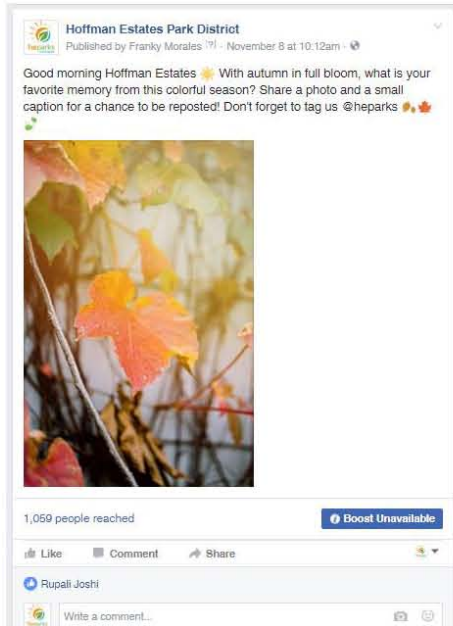 Hoffman Estates Park District
heparks
Published by Franky Morales [?] · November 8 at 10:12am ·
Good morning Hoffman Estates ☀️ With autumn in full bloom, what is your
favorite memory from this colorful season? Share a photo and a small
caption for a chance to be reposted! Don't forget to tag us @heparks 🍂🍁
🍃
1,059 people reached
Boost Unavailable
Like Comment Share
Rupali Joshi
heparks
Write a comment...